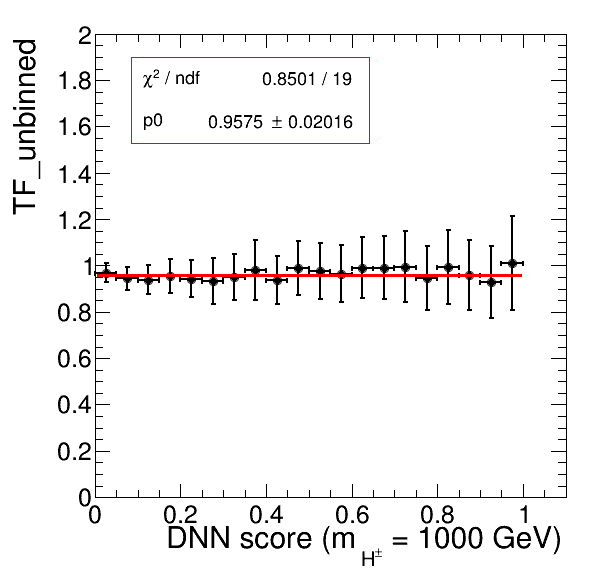 TF_unbinned
2
1.8
1.6
1.4
1.2
1
0.8
0.6
0.4
0.2
0
χ² / ndf 0.8501 / 19
p0 0.9575 ± 0.02016
0 0.2 0.4 0.6 0.8 1
DNN score (m_H± = 1000 GeV)